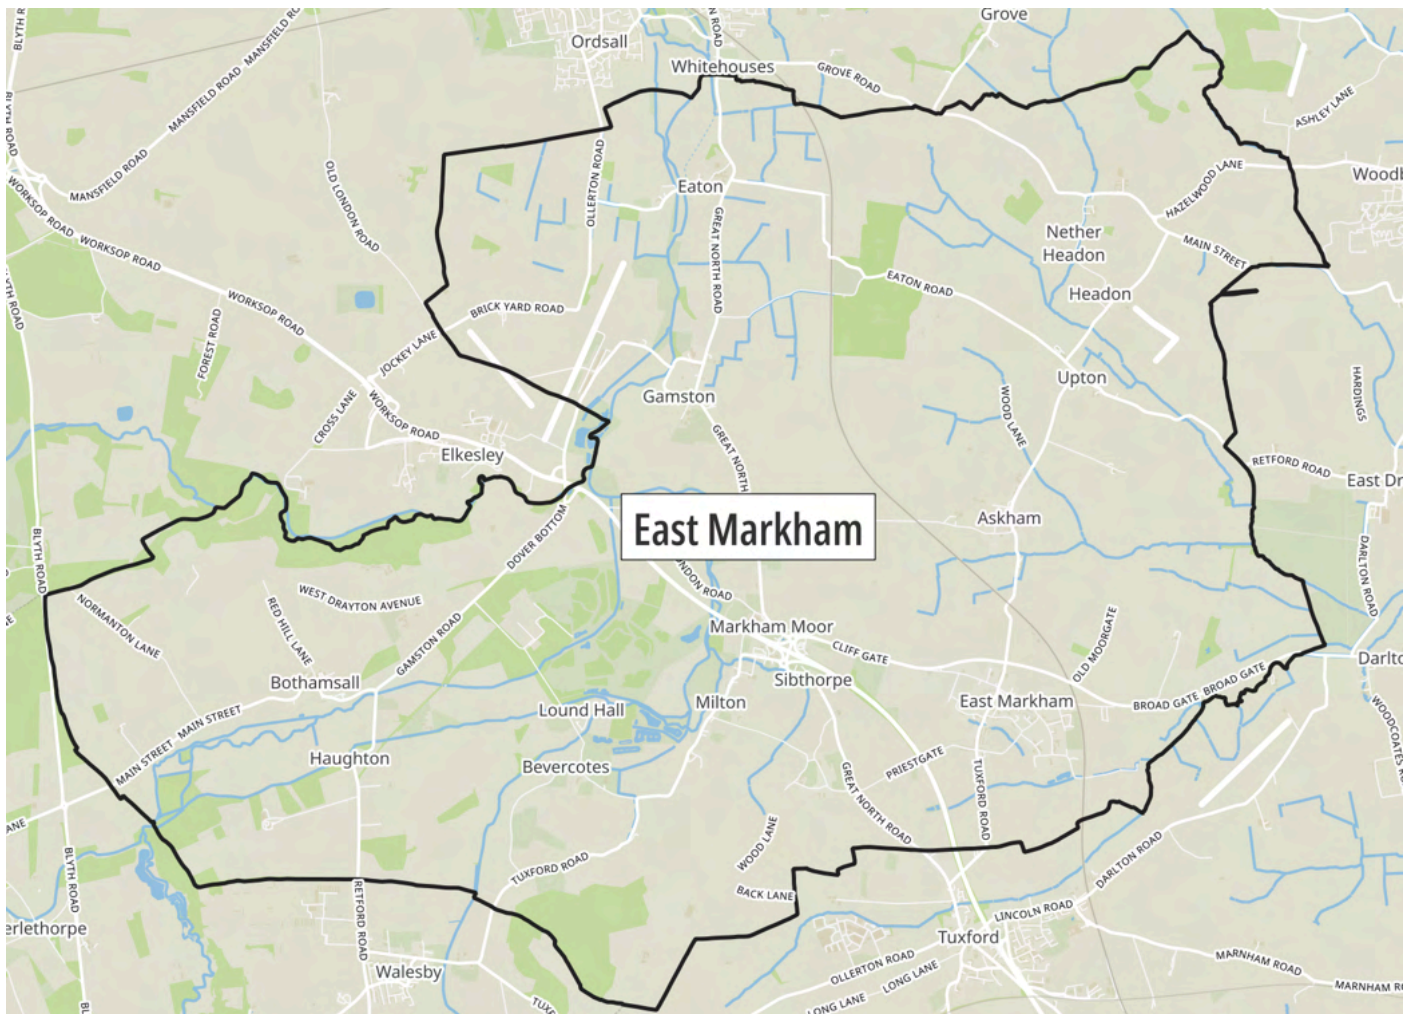 Grove
Ordsall
Whitehouses
GROVE ROAD
BLYTH ROAD
MANSFIELD ROAD
MANSFIELD ROAD
MANSFIELD ROAD
ASHLEY LANE
OLD LONDON ROAD
OLLERTON ROAD
Eaton
HAZELWOOD LANE
WORKSOP ROAD
WORKSOP ROAD
WORKSOP ROAD
GREAT NORTH ROAD
Nether
Headon
MAIN STREET
EATON ROAD
Headon
BLYTH ROAD
BRICK YARD ROAD
FOREST ROAD
JOCKEY LANE
CROSS LANE
WORKSOP ROAD
Gamston
Upton
WOOD LANE
HARDINGS
GREAT NORTH
Elkesley
RETFORD ROAD
East Markham
Askham
DOVER BOTTOM
BLYTH ROAD
DARLTON ROAD
WEST DRAYTON AVENUE
NORMANTON LANE
RED HILL LANE
GAMSTON ROAD
Markham Moor
CLIFF GATE
OLD MOORGATE
Bothamsall
Sibthorpe
Milton
East Markham
BROAD GATE
BROAD GATE
Lound Hall
MAIN STREET
MAIN STREET
Haughton
Bevercotes
PRIESTGATE
TUXFORD ROAD
GREAT NORTH ROAD
WOOD LANE
TUXFORD ROAD
BACK LANE
DARLTON ROAD
BLYTH ROAD
RETFORD ROAD
LINCOLN ROAD
Tuxford
Walesby
OLLERTON ROAD
LONG LANE
LONG LANE
MARNHAM ROAD